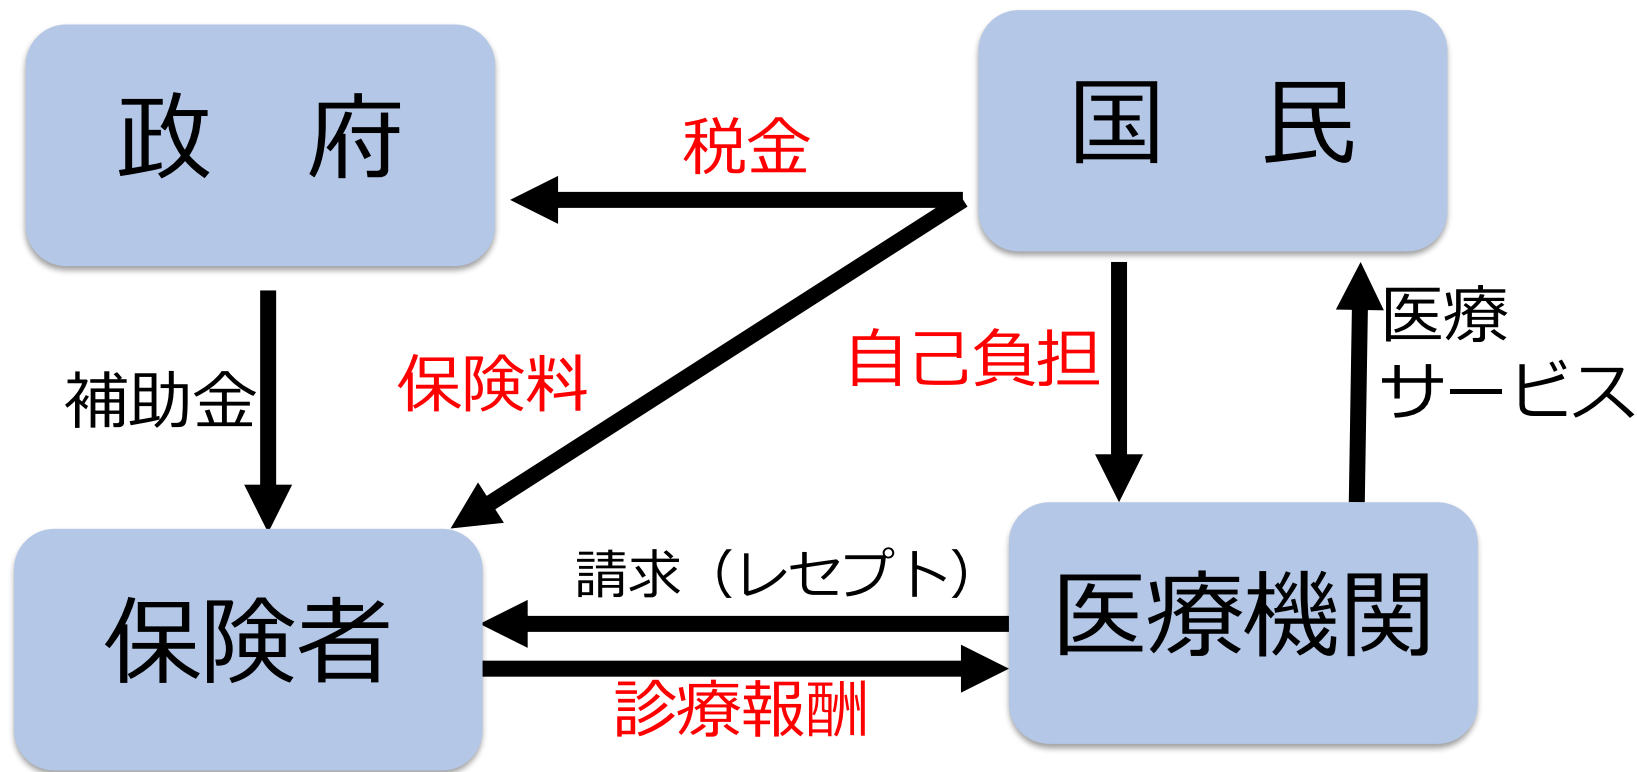 政　府
国　民
税金
医療
サービス
自己負担
保険料
補助金
請求（レセプト）
保険者
医療機関
診療報酬